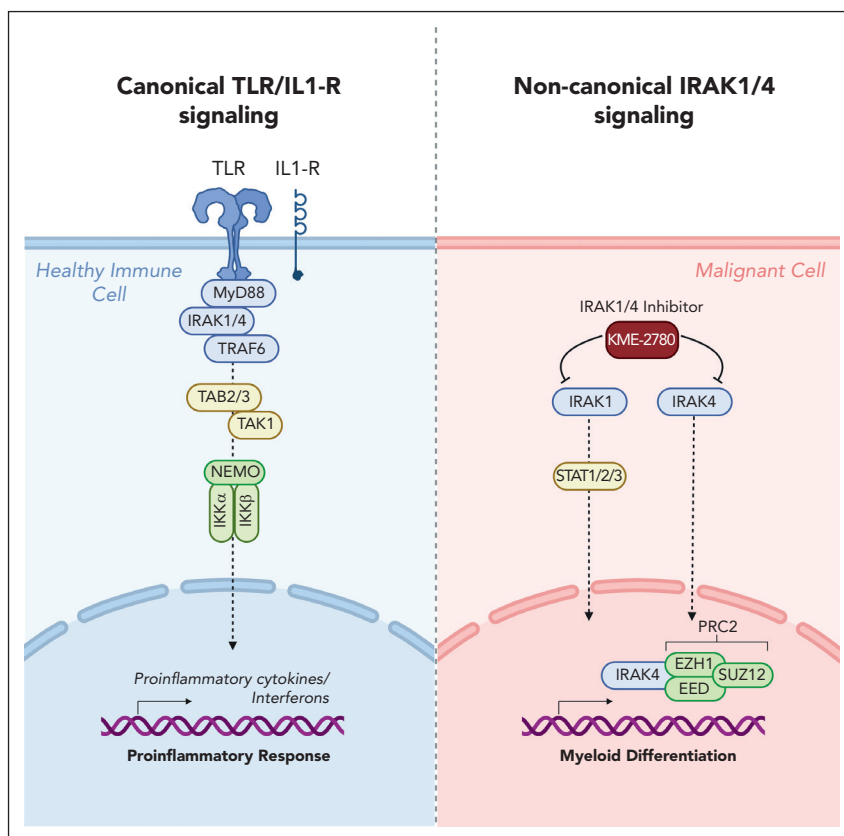 Canonical TLR/IL1-R
signaling
TLR
IL1-R
Healthy Immune
Cell
MyD88
IRAK1/4
TRAF6
TAB2/3
TAK1
NEMO
IKKα
IKKβ
Proinflammatory cytokines/
Interferons
Proinflammatory Response
Non-canonical IRAK1/4
signaling
Malignant Cell
IRAK1/4 Inhibitor
KME-2780
IRAK1
IRAK4
STAT1/2/3
PRC2
IRAK4
EZH1
SUZ12
EED
Myeloid Differentiation